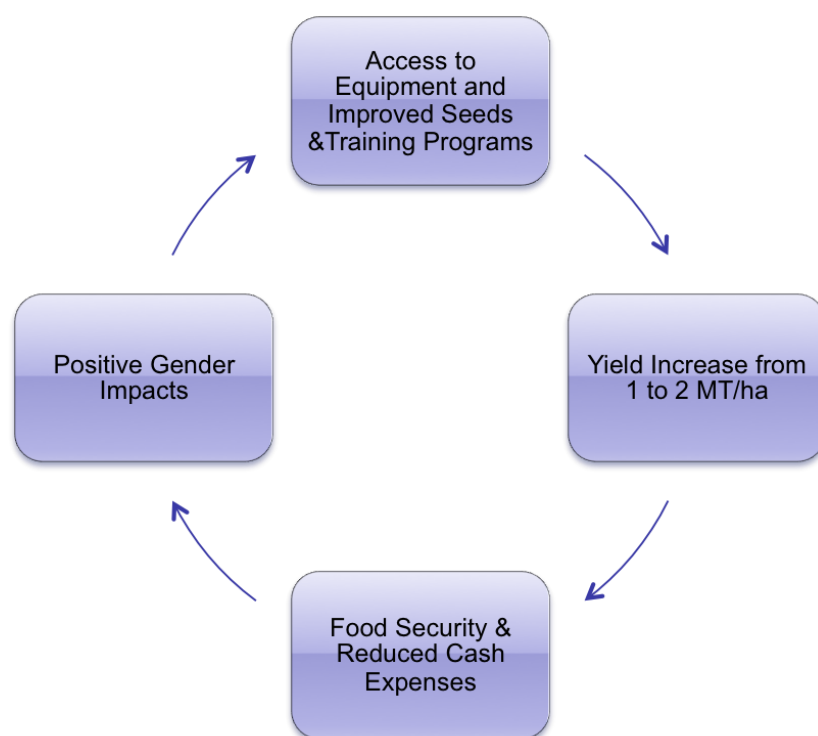 Access to
Equipment and
Improved Seeds
&Training Programs
Yield Increase from
1 to 2 MT/ha
Food Security &
Reduced Cash
Expenses
Positive Gender
Impacts